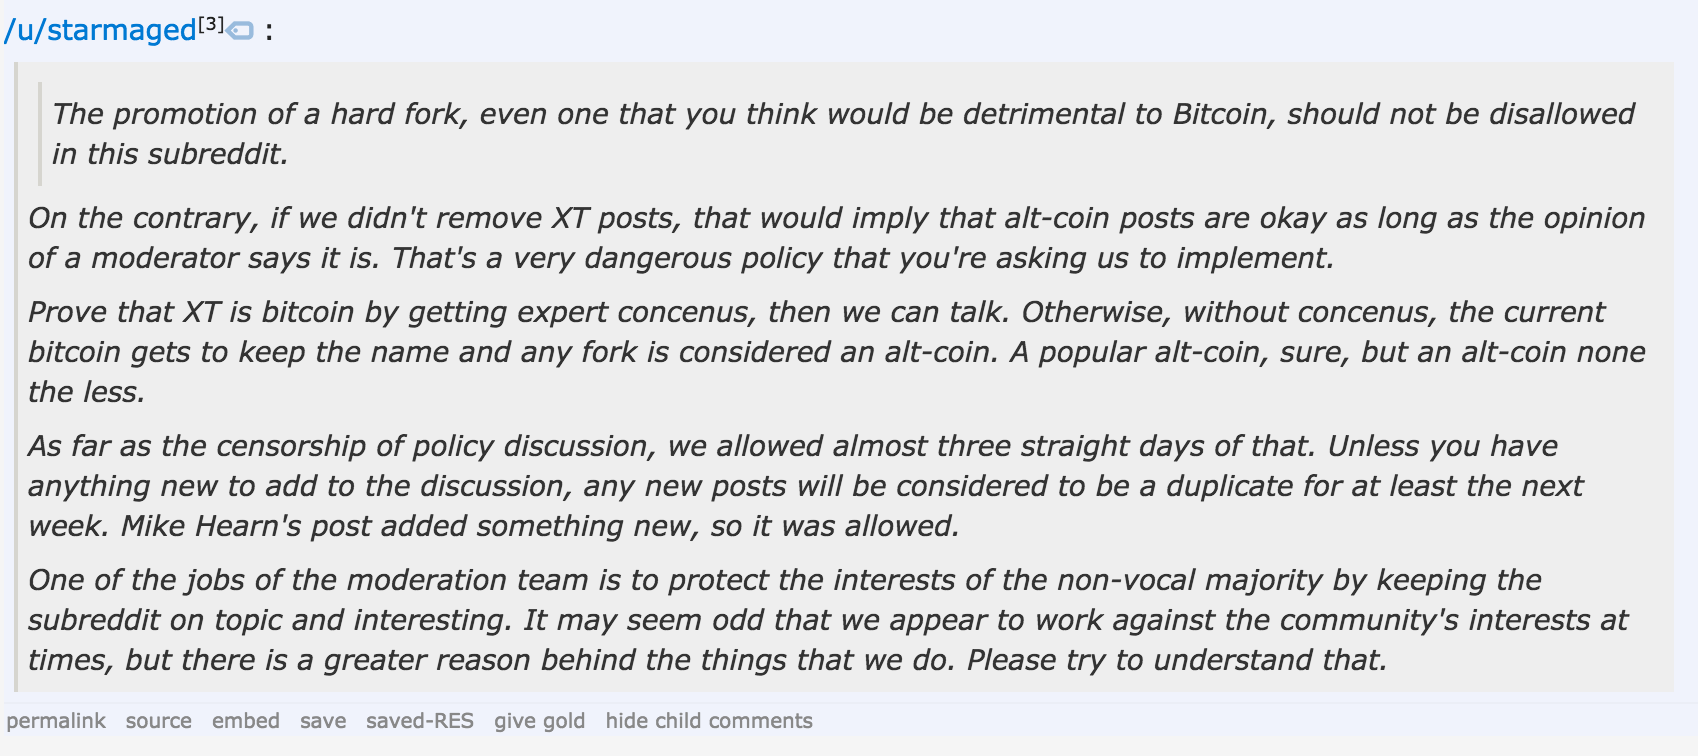 /u/starmaged[3] :
The promotion of a hard fork, even one that you think would be detrimental to Bitcoin, should not be disallowed
in this subreddit.
On the contrary, if we didn't remove XT posts, that would imply that alt-coin posts are okay as long as the opinion
of a moderator says it is. That's a very dangerous policy that you're asking us to implement.
Prove that XT is bitcoin by getting expert concenus, then we can talk. Otherwise, without concenus, the current
bitcoin gets to keep the name and any fork is considered an alt-coin. A popular alt-coin, sure, but an alt-coin none
the less.
As far as the censorship of policy discussion, we allowed almost three straight days of that. Unless you have
anything new to add to the discussion, any new posts will be considered to be a duplicate for at least the next
week. Mike Hearn's post added something new, so it was allowed.
One of the jobs of the moderation team is to protect the interests of the non-vocal majority by keeping the
subreddit on topic and interesting. It may seem odd that we appear to work against the community's interests at
times, but there is a greater reason behind the things that we do. Please try to understand that.
permalink source embed save saved-RES give gold hide child comments